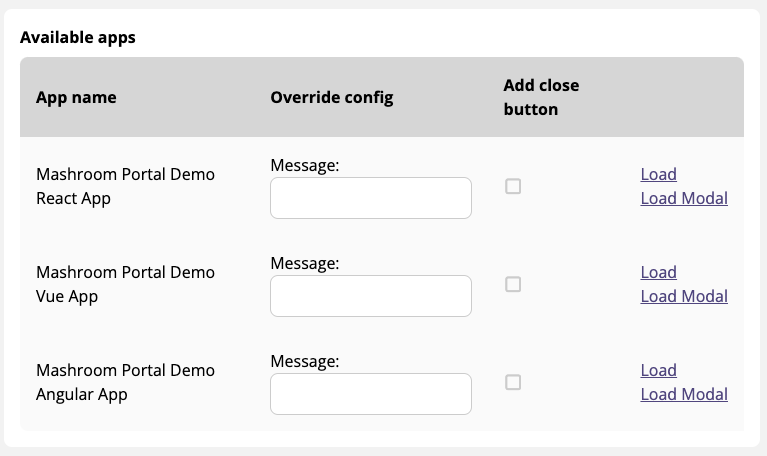 Available apps
App name Override config Add close
button
Message:
Mashroom Portal Demo Load
React App Load Modal
Message:
Mashroom Portal Demo Load
Vue App Load Modal
Message:
Mashroom Portal Demo Load
Angular App Load Modal